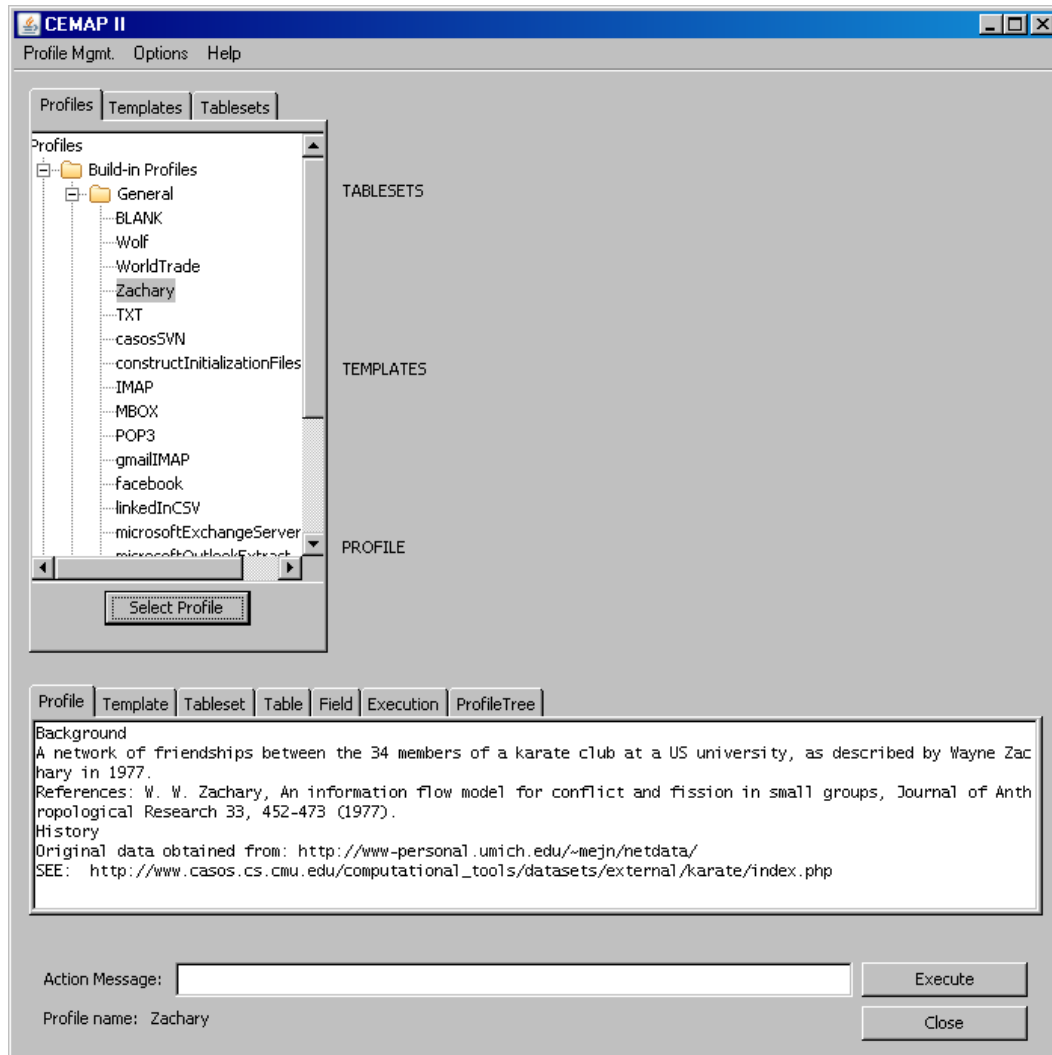 CEMAP II
Profile Mgmt. Options Help
Profiles Templates Tablesets
Profiles
Build-in Profiles
General
BLANK
Wolf
WorldTrade
Zachary
TXT
casosSVN
constructInitializationFiles
IMAP
MBOX
POP3
gmailIMAP
facebook
linkedInCSV
microsoftExchangeServer
microsoftOutlookExtract
Select Profile
TABLESETS
TEMPLATES
PROFILE
Profile Template Tableset Table Field Execution ProfileTree
Background
A network of friendships between the 34 members of a karate club at a US university, as described by Wayne Zac
hary in 1977.
References: W. W. Zachary, An information flow model for conflict and fission in small groups, Journal of Anth
ropological Research 33, 452-473 (1977).
History
Original data obtained from: http://www-personal.umich.edu/~mejn/netdata/
SEE:  http://www.casos.cs.cmu.edu/computational_tools/datasets/external/karate/index.php
Action Message:
Execute
Profile name: Zachary
Close